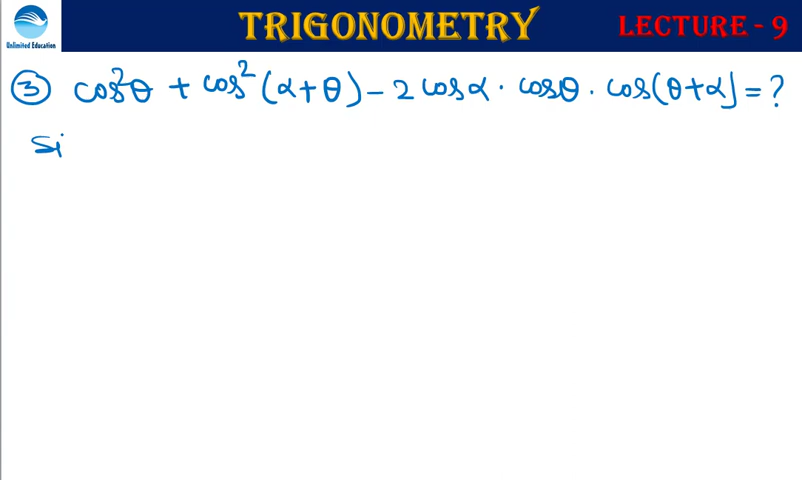 Unlimited Education
TRIGONOMETRY
LECTURE - 9
③ cos²θ + cos²(α+θ) - 2 cosα · cosθ · cos(θ+α) = ?
Si